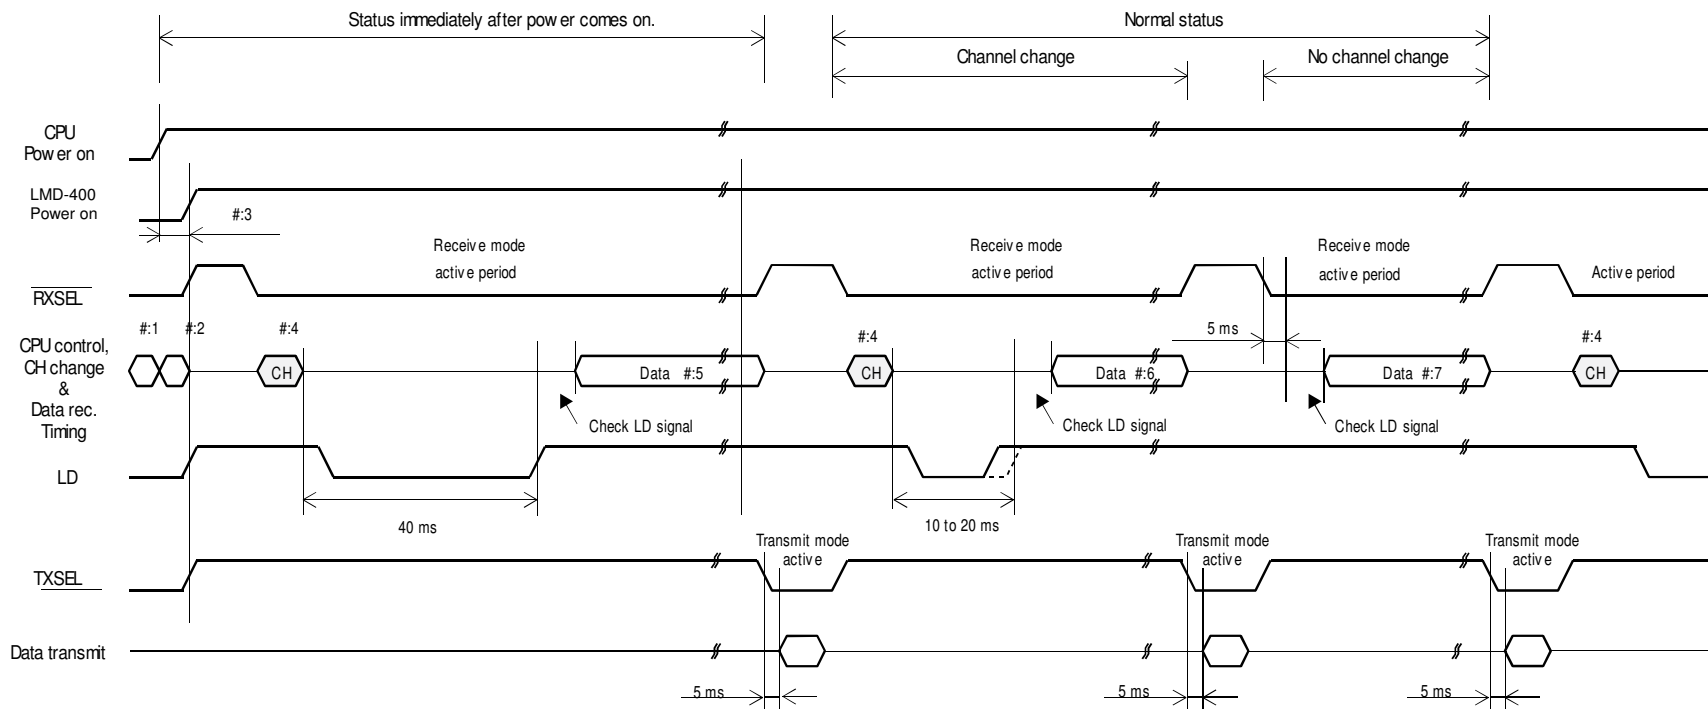 Status immediately after power comes on.
Normal status
Channel change
No channel change
CPU
Power on
LMD-400
Power on
#:3
Receive mode
active period
Receive mode
active period
Receive mode
active period
Active period
RXSEL
#:1
#:2
#:4
5 ms
#:4
#:4
CPU control,
CH change
&
Data rec.
Timing
CH
Data #:5
CH
Data #:6
Data #:7
CH
Check LD signal
Check LD signal
Check LD signal
LD
40 ms
10 to 20 ms
Transmit mode
active
Transmit mode
active
Transmit mode
active
TXSEL
Data transmit
5 ms
5 ms
5 ms